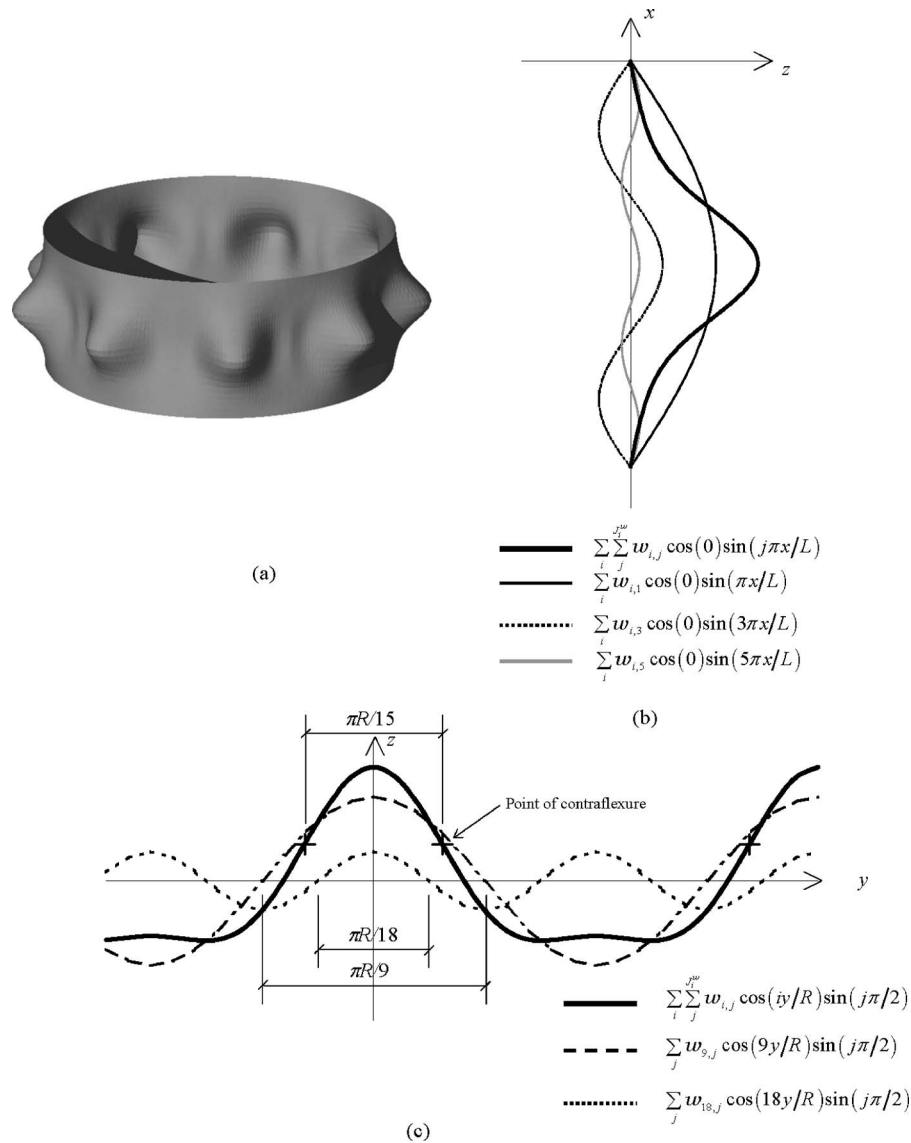 x
z
(a)
∑_i ∑_j^{J_i^w} w_{i,j} cos(0) sin(jπx/L)
∑_i w_{i,1} cos(0) sin(πx/L)
∑_i w_{i,3} cos(0) sin(3πx/L)
∑_i w_{i,5} cos(0) sin(5πx/L)
(b)
πR/15
z
Point of contraflexure
y
πR/18
πR/9
∑_i ∑_j^{J_i^w} w_{i,j} cos(iy/R) sin(jπ/2)
∑_j w_{9,j} cos(9y/R) sin(jπ/2)
∑_j w_{18,j} cos(18y/R) sin(jπ/2)
(c)